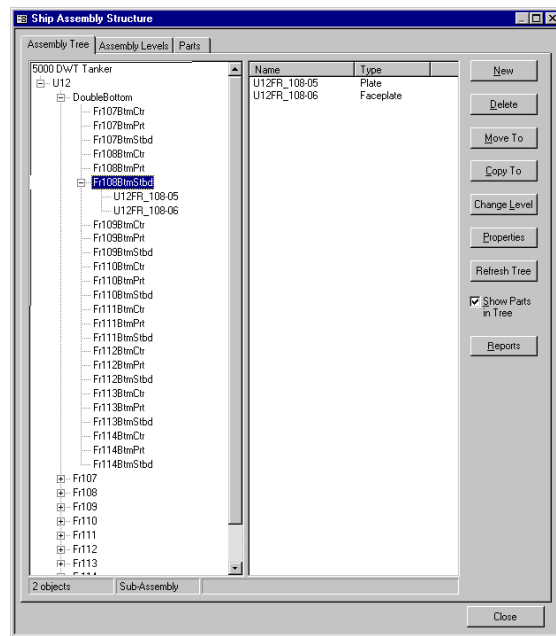 Ship Assembly Structure
Assembly Tree Assembly Levels Parts
5000 DWT Tanker
U12
DoubleBottom
Fr107BtmCtr
Fr107BtmPrt
Fr107BtmStbd
Fr108BtmCtr
Fr108BtmPrt
Fr108BtmStbd
U12FR_108-05
U12FR_108-06
Fr109BtmCtr
Fr109BtmPrt
Fr109BtmStbd
Fr110BtmCtr
Fr110BtmPrt
Fr110BtmStbd
Fr111BtmCtr
Fr111BtmPrt
Fr111BtmStbd
Fr112BtmCtr
Fr112BtmPrt
Fr112BtmStbd
Fr113BtmCtr
Fr113BtmPrt
Fr113BtmStbd
Fr114BtmCtr
Fr114BtmPrt
Fr114BtmStbd
Fr107
Fr108
Fr109
Fr110
Fr111
Fr112
Fr113
Name Type
U12FR_108-05 Plate
U12FR_108-06 Faceplate
New
Delete
Move To
Copy To
Change Level
Properties
Refresh Tree
Show Parts
in Tree
Reports
2 objects Sub-Assembly
Close